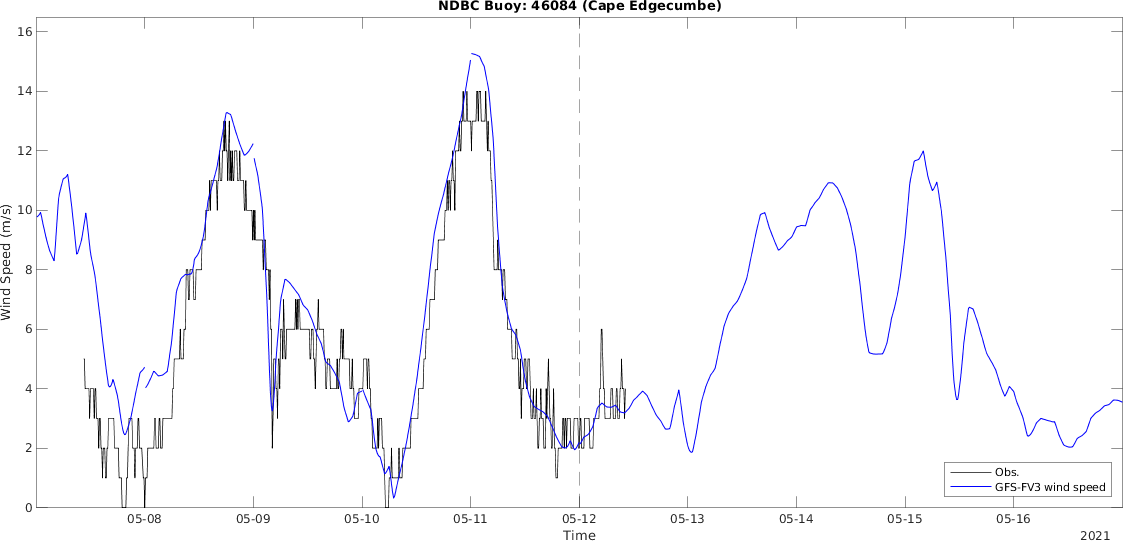 NDBC Buoy: 46084 (Cape Edgecumbe)
16
14
12
10
8
6
4
2
0
Wind Speed (m/s)
Obs.
GFS-FV3 wind speed
05-08 05-09 05-10 05-11 05-12 05-13 05-14 05-15 05-16
Time
2021